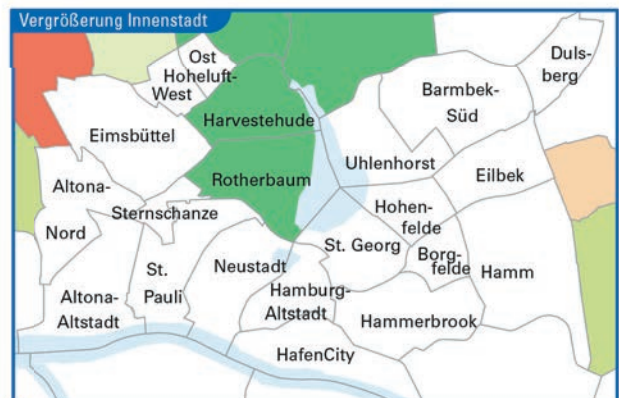 Vergrößerung Innenstadt
Ost
Hoheluft-
West
Duls-
berg
Barmbek-
Süd
Harvestehude
Eimsbüttel
Uhlenhorst
Eilbek
Rotherbaum
Altona-
Nord
Sternschanze
Hohen-
felde
St. Georg
Borg-
felde
Hamm
Neustadt
St.
Pauli
Altona-
Altstadt
Hamburg-
Altstadt
Hammerbrook
HafenCity